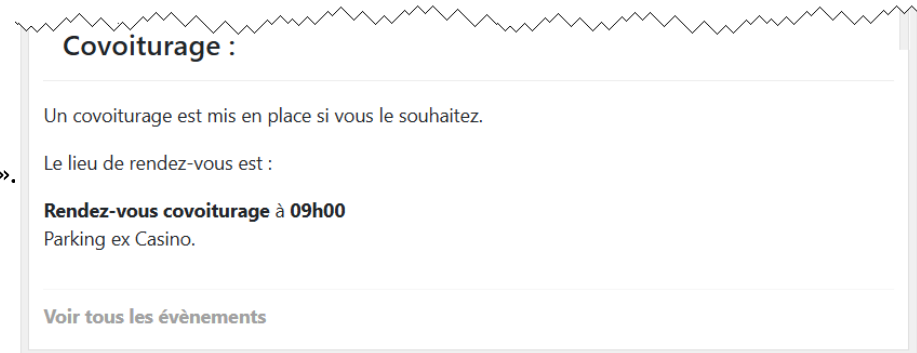 Covoiturage :
Un covoiturage est mis en place si vous le souhaitez.
Le lieu de rendez-vous est :
».
Rendez-vous covoiturage à 09h00
Parking ex Casino.
Voir tous les évènements